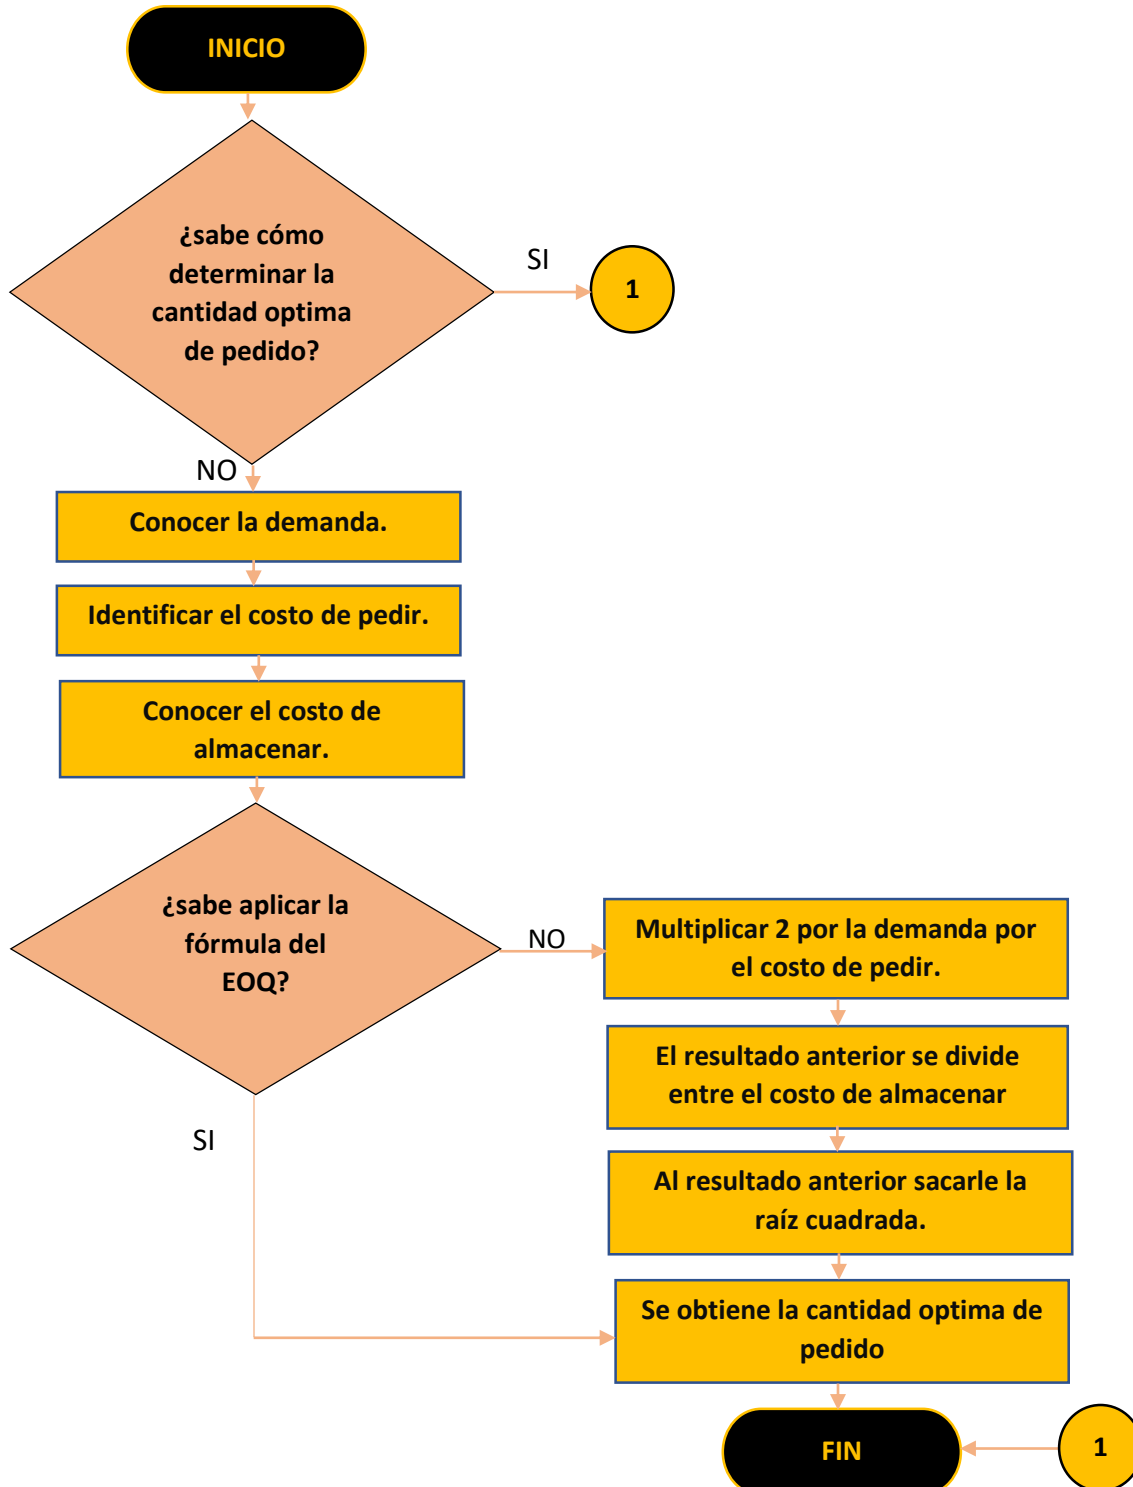 INICIO
¿sabe cómo
determinar la
cantidad optima
de pedido?
SI
1
NO
Conocer la demanda.
Identificar el costo de pedir.
Conocer el costo de
almacenar.
¿sabe aplicar la
fórmula del
EOQ?
NO
Multiplicar 2 por la demanda por
el costo de pedir.
El resultado anterior se divide
entre el costo de almacenar
SI
Al resultado anterior sacarle la
raíz cuadrada.
Se obtiene la cantidad optima de
pedido
FIN
1